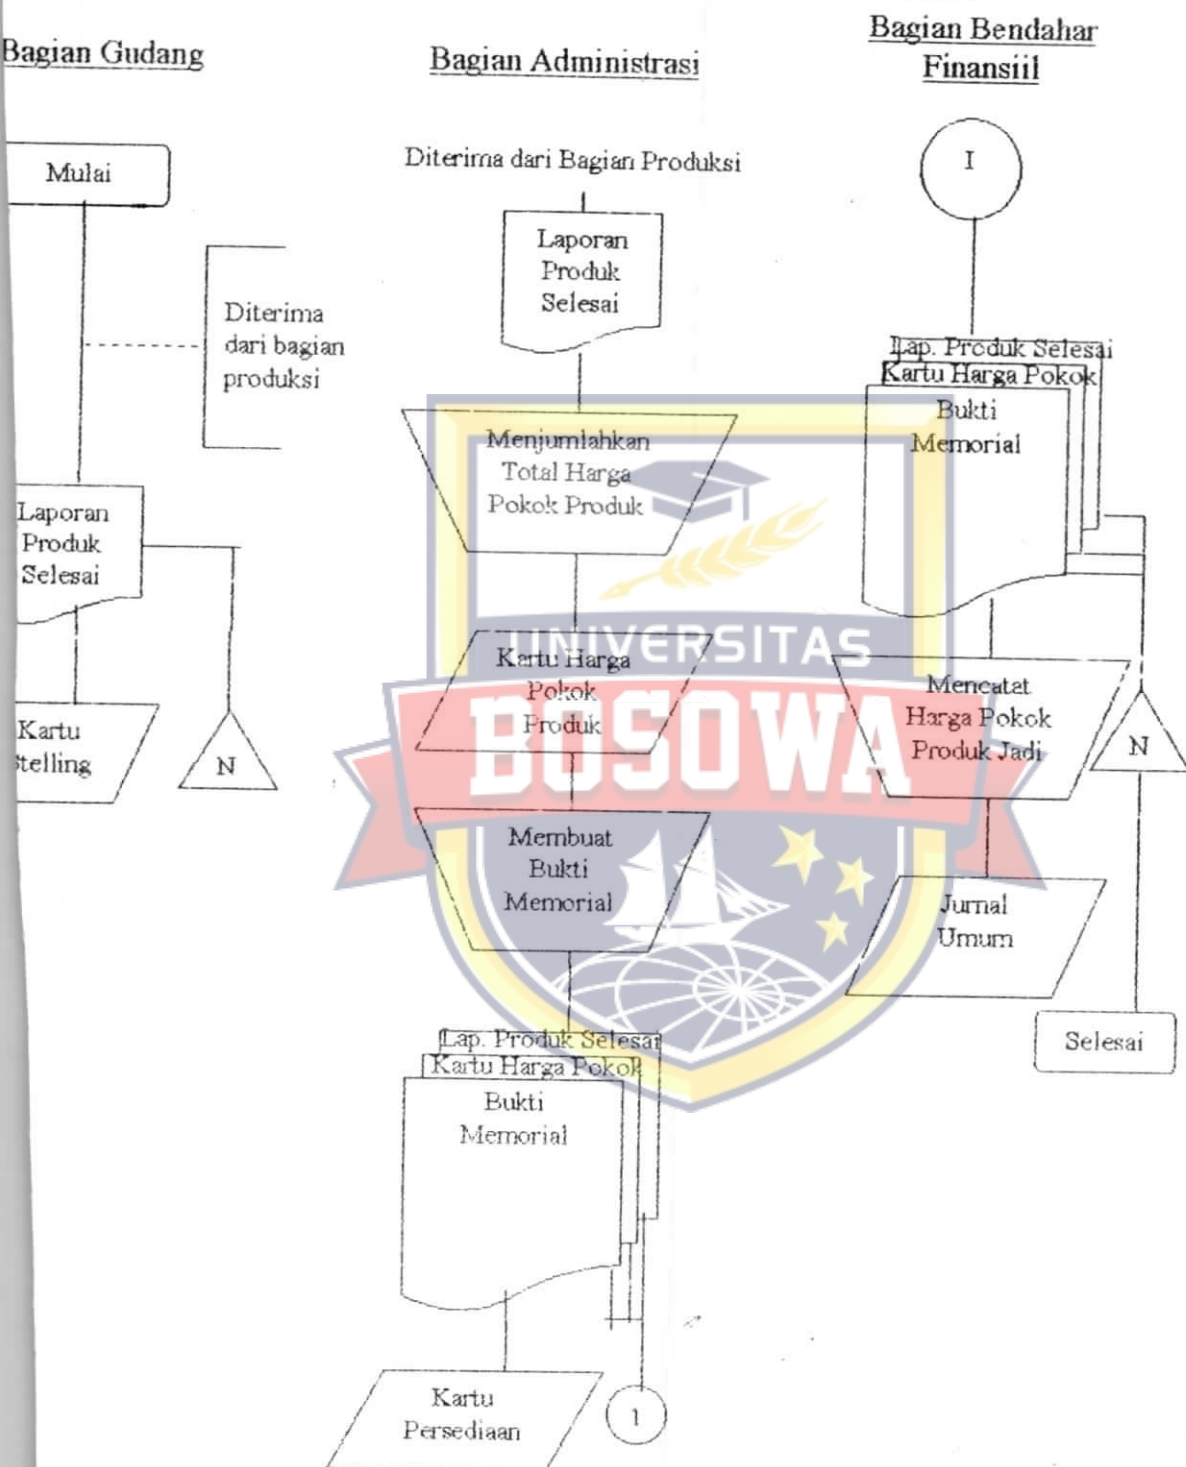 Bagian Gudang
Mulai
Diterima
dari bagian
produksi
Laporan
Produk
Selesai
Kartu
Stelling
N
Bagian Administrasi
Diterima dari Bagian Produksi
Laporan
Produk
Selesai
Menjumlahkan
Total Harga
Pokok Produk
Kartu Harga
Pokok
Produk
Membuat
Bukti
Memorial
Lap. Produk Selesai
Kartu Harga Pokok
Bukti
Memorial
Kartu
Persediaan
1
Bagian Bendahar
Finansiil
I
Lap. Produk Selesai
Kartu Harga Pokok
Bukti
Memorial
Mencatat
Harga Pokok
Produk Jadi
N
Jurnal
Umum
Selesai
UNIVERSITAS
BOSOWA